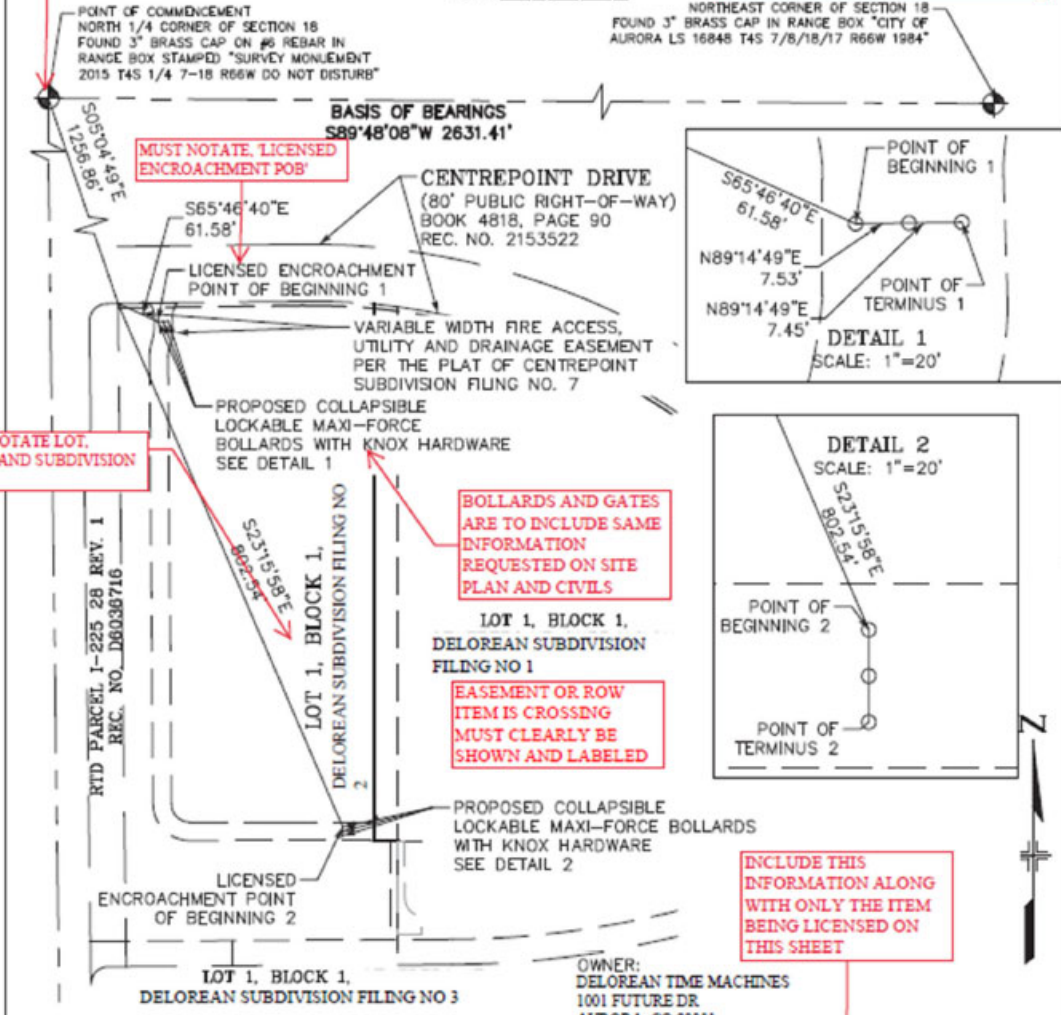 POINT OF COMMENCEMENT
NORTH 1/4 CORNER OF SECTION 18
FOUND 3" BRASS CAP ON #6 REBAR IN
RANGE BOX STAMPED "SURVEY MONUEMENT
2015 T4S 1/4 7-18 R66W DO NOT DISTURB"
NORTHEAST CORNER OF SECTION 18
FOUND 3" BRASS CAP IN RANGE BOX "CITY OF
AURORA LS 16848 T4S 7/8/18/17 R66W 1984"
BASIS OF BEARINGS
S89°48'08"W 2631.41'
S05°04'49"E
1256.86'
MUST NOTATE, 'LICENSED
ENCROACHMENT POB'
S65°46'40"E
61.58'
CENTREPOINT DRIVE
(80' PUBLIC RIGHT-OF-WAY)
BOOK 4818, PAGE 90
REC. NO. 2153522
LICENSED ENCROACHMENT
POINT OF BEGINNING 1
VARIABLE WIDTH FIRE ACCESS,
UTILITY AND DRAINAGE EASEMENT
PER THE PLAT OF CENTREPOINT
SUBDIVISION FILING NO. 7
PROPOSED COLLAPSIBLE
LOCKABLE MAXI-FORCE
BOLLARDS WITH KNOX HARDWARE
SEE DETAIL 1
POINT OF
BEGINNING 1
S65°46'40"E
61.58'
N89°14'49"E
7.53'
N89°14'49"E
7.45'
POINT OF
TERMINUS 1
DETAIL 1
SCALE: 1"=20'
OTATE LOT,
AND SUBDIVISION
BOLLARDS AND GATES
ARE TO INCLUDE SAME
INFORMATION
REQUESTED ON SITE
PLAN AND CIVILS
DETAIL 2
SCALE: 1"=20'
S23°15'58"E
802.54'
POINT OF
BEGINNING 2
POINT OF
TERMINUS 2
RTD PARCEL I-225 28 REV. 1
REC. NO. D6036716
S23°15'58"E
802.54'
LOT 1, BLOCK 1,
DELOREAN SUBDIVISION FILING NO
2
LOT 1, BLOCK 1,
DELOREAN SUBDIVISION
FILING NO 1
EASEMENT OR ROW
ITEM IS CROSSING
MUST CLEARLY BE
SHOWN AND LABELED
N
PROPOSED COLLAPSIBLE
LOCKABLE MAXI-FORCE BOLLARDS
WITH KNOX HARDWARE
SEE DETAIL 2
LICENSED
ENCROACHMENT POINT
OF BEGINNING 2
INCLUDE THIS
INFORMATION ALONG
WITH ONLY THE ITEM
BEING LICENSED ON
THIS SHEET
LOT 1, BLOCK 1,
DELOREAN SUBDIVISION FILING NO 3
OWNER:
DELOREAN TIME MACHINES
1001 FUTURE DR